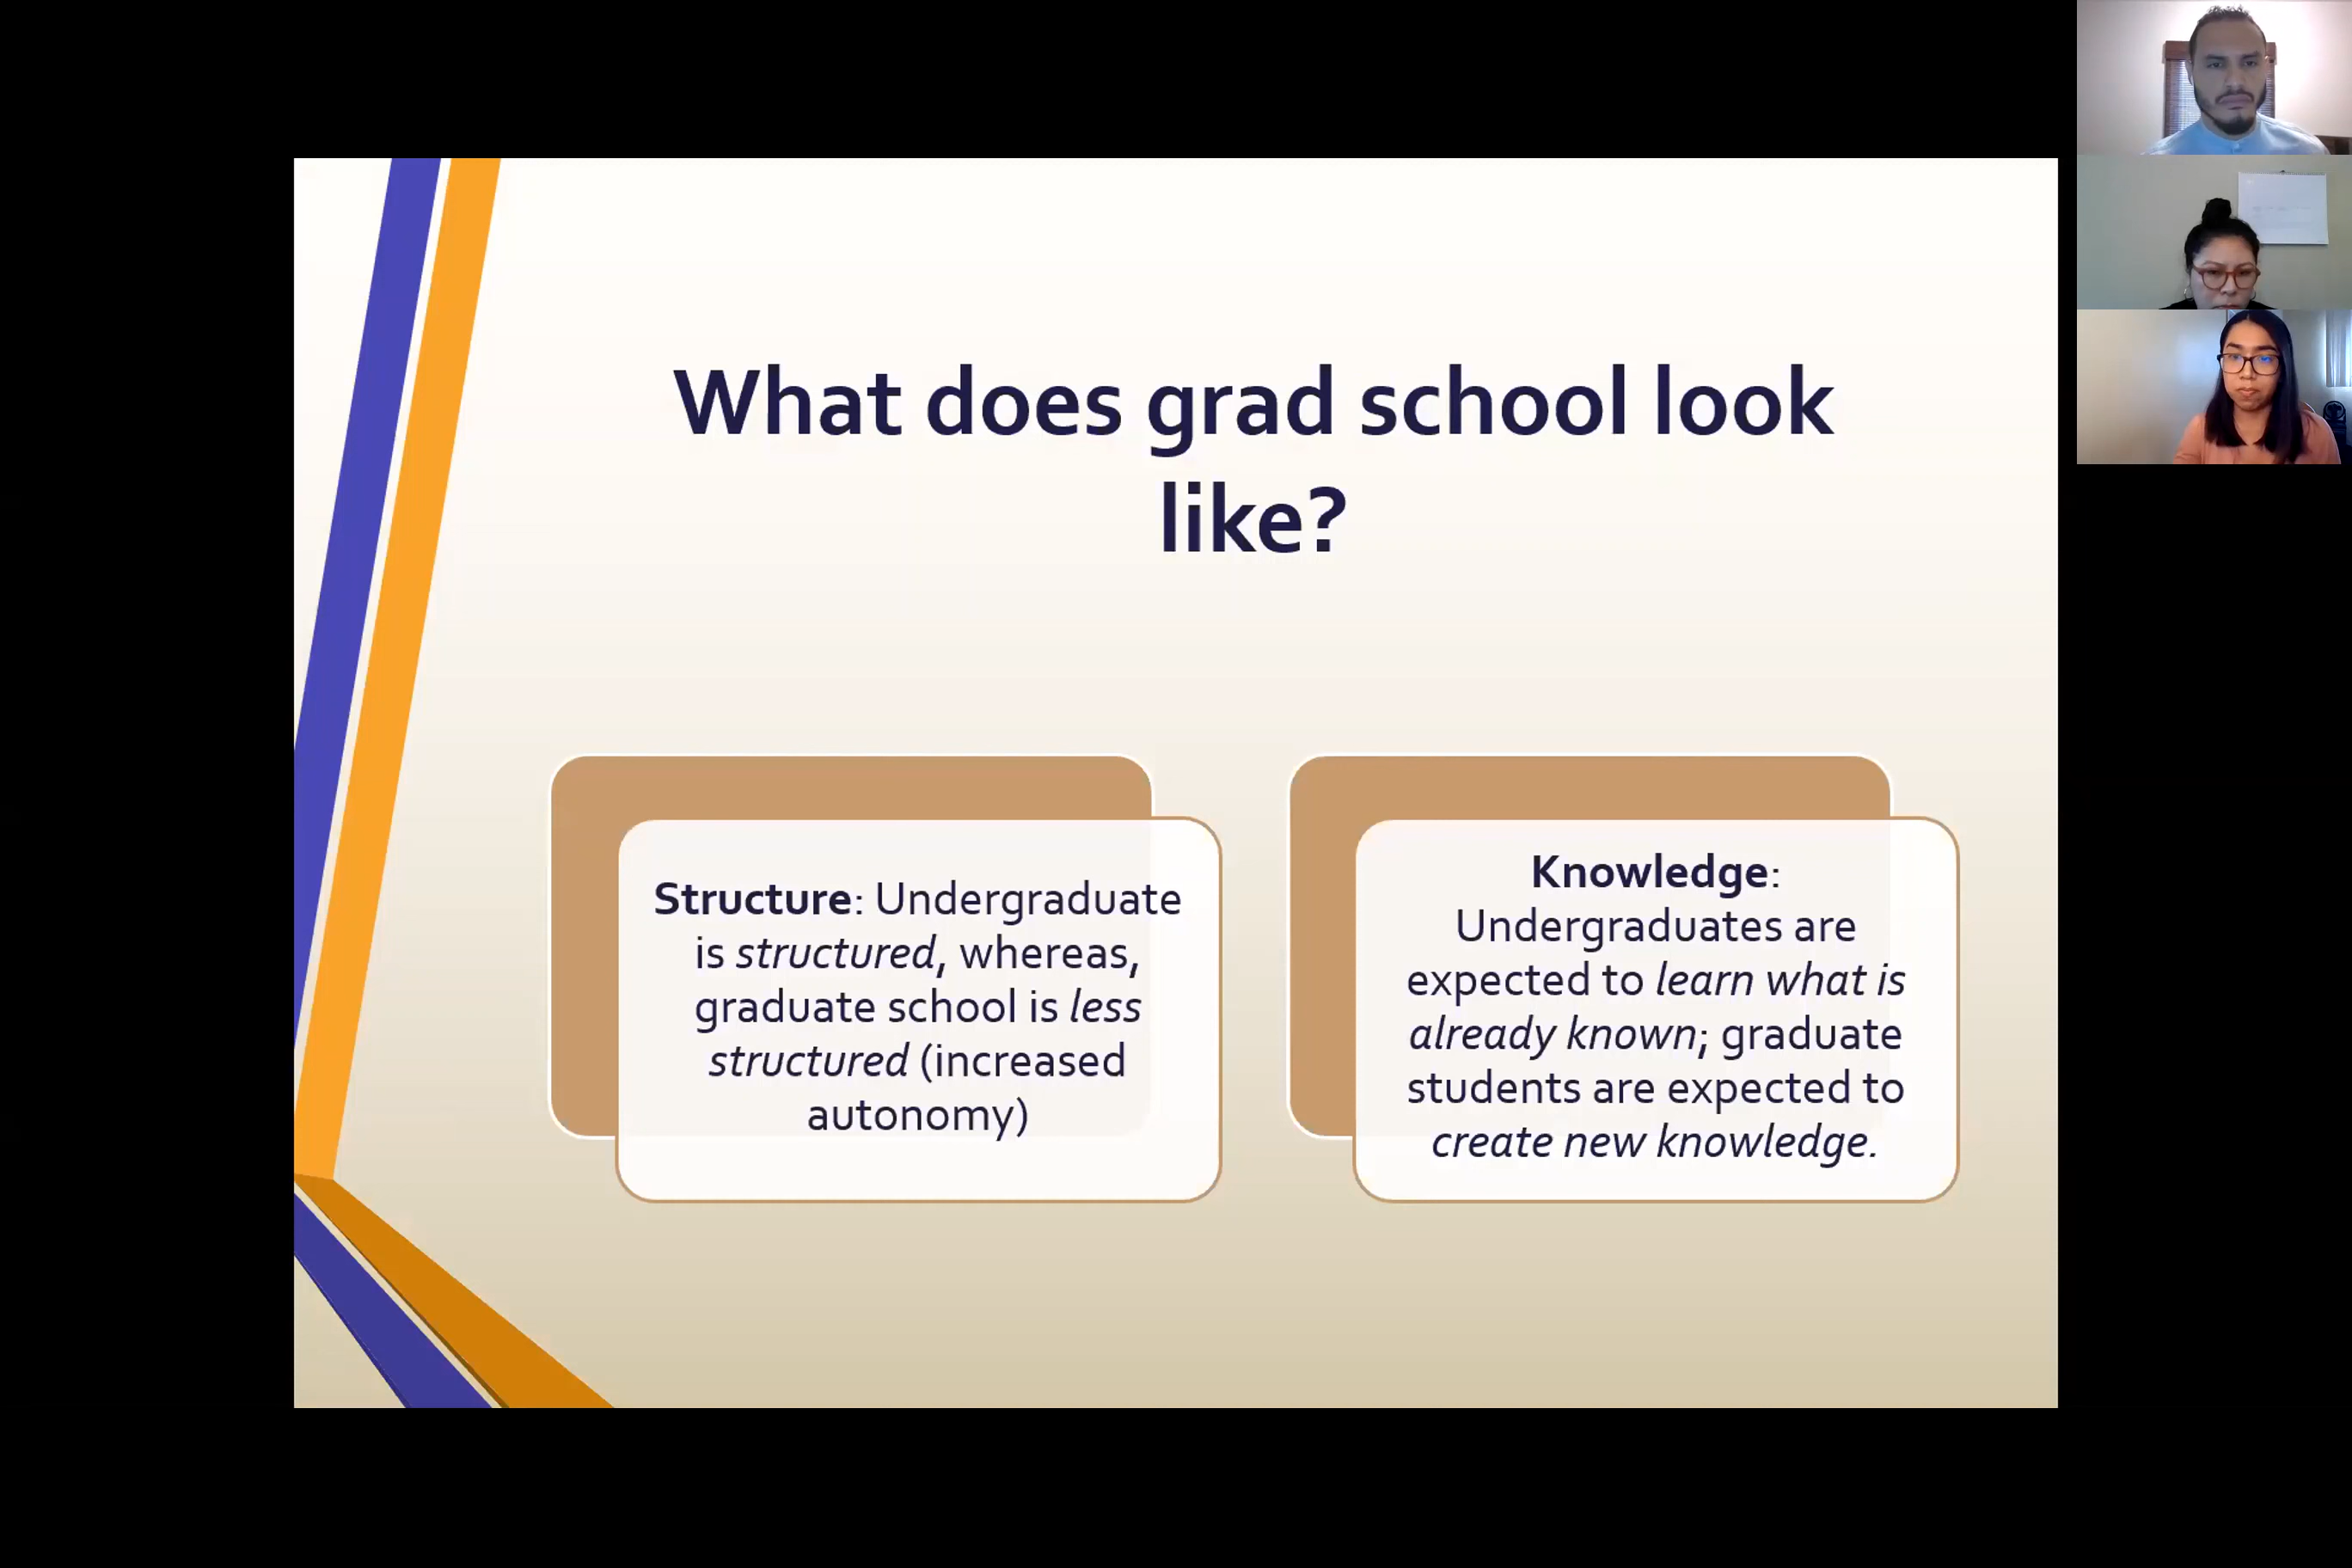 What does grad school look
like?
Structure: Undergraduate
is structured, whereas,
graduate school is less
structured (increased
autonomy)
Knowledge:
Undergraduates are
expected to learn what is
already known; graduate
students are expected to
create new knowledge.